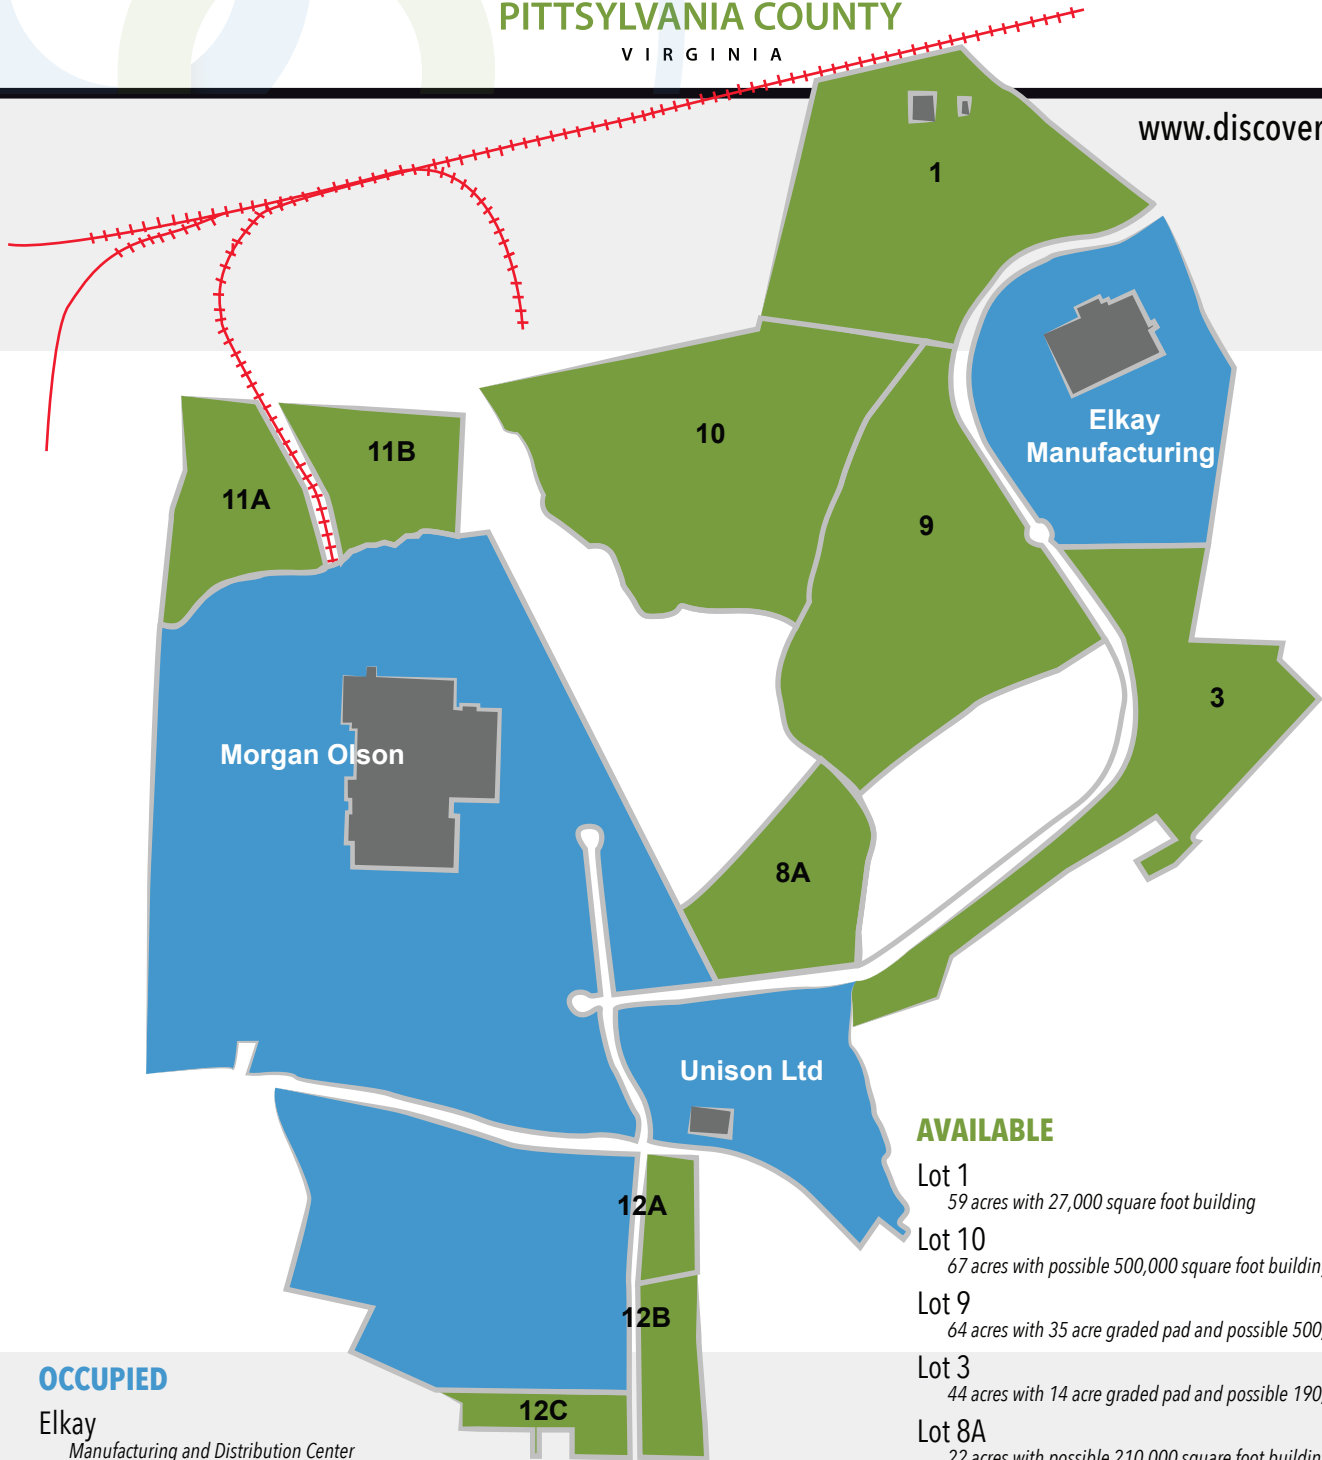 PITTSYLVANIA COUNTY
VIRGINIA
www.discover
1
Elkay
Manufacturing
10
11B
11A
9
3
Morgan Olson
8A
Unison Ltd
12A
12B
12C
AVAILABLE
Lot 1
59 acres with 27,000 square foot building
Lot 10
67 acres with possible 500,000 square foot buildin
Lot 9
64 acres with 35 acre graded pad and possible 500,
Lot 3
44 acres with 14 acre graded pad and possible 190,
Lot 8A
22 acres with possible 210,000 square foot buildin
OCCUPIED
Elkay
Manufacturing and Distribution Center